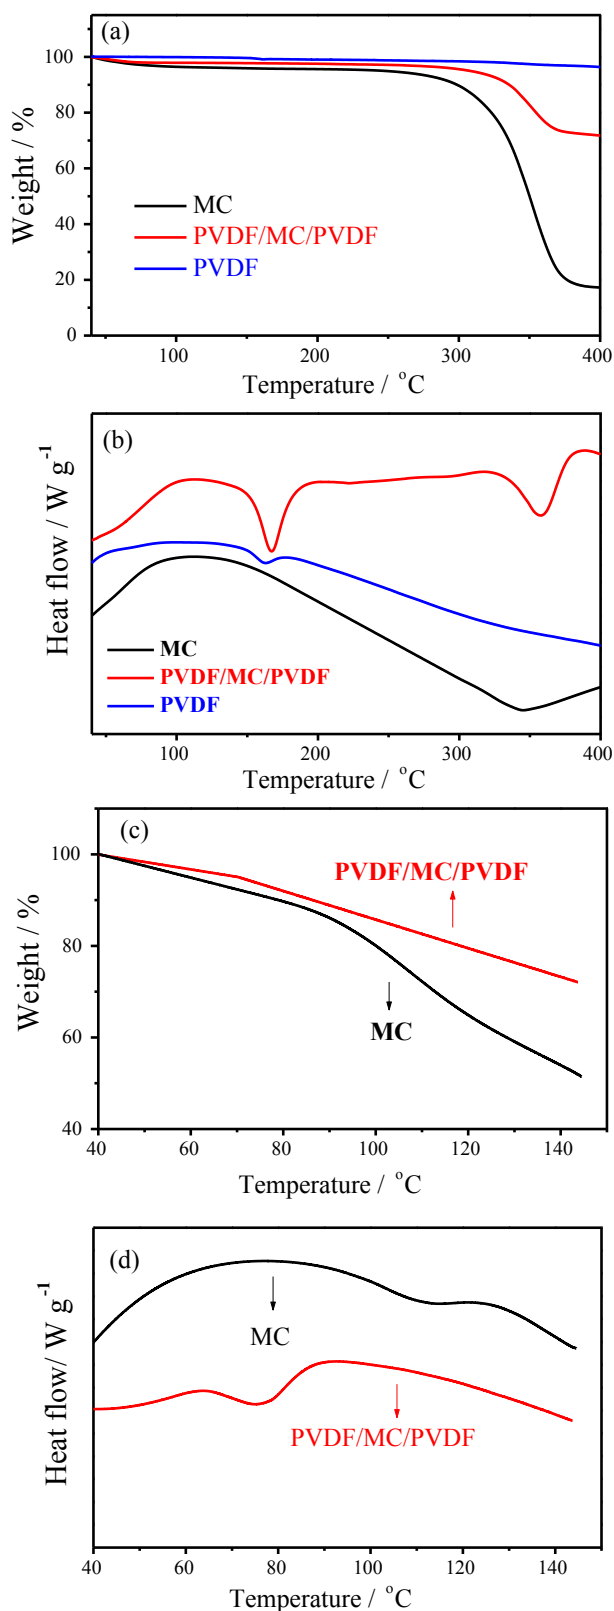 (a)
100
80
60
40
20
0
Weight / %
MC
PVDF/MC/PVDF
PVDF
100 200 300 400
Temperature / °C
(b)
Heat flow / W g-1
MC
PVDF/MC/PVDF
PVDF
100 200 300 400
Temperature / °C
(c)
100
80
60
40
Weight / %
PVDF/MC/PVDF
MC
40 60 80 100 120 140
Temperature / °C
(d)
Heat flow/ W g-1
MC
PVDF/MC/PVDF
40 60 80 100 120 140
Temperature / °C